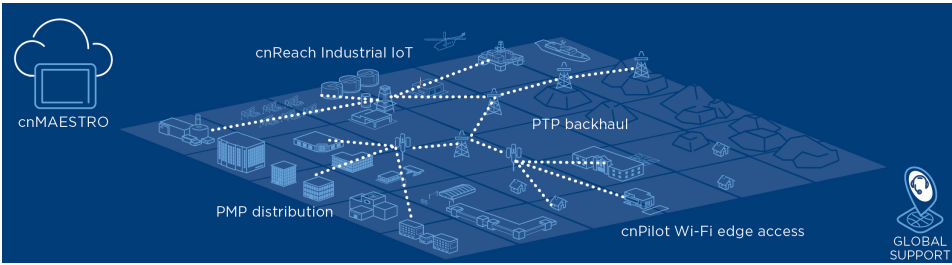 cnReach Industrial IoT
cnMAESTRO
PTP backhaul
PMP distribution
cnPilot Wi-Fi edge access
GLOBAL
SUPPORT